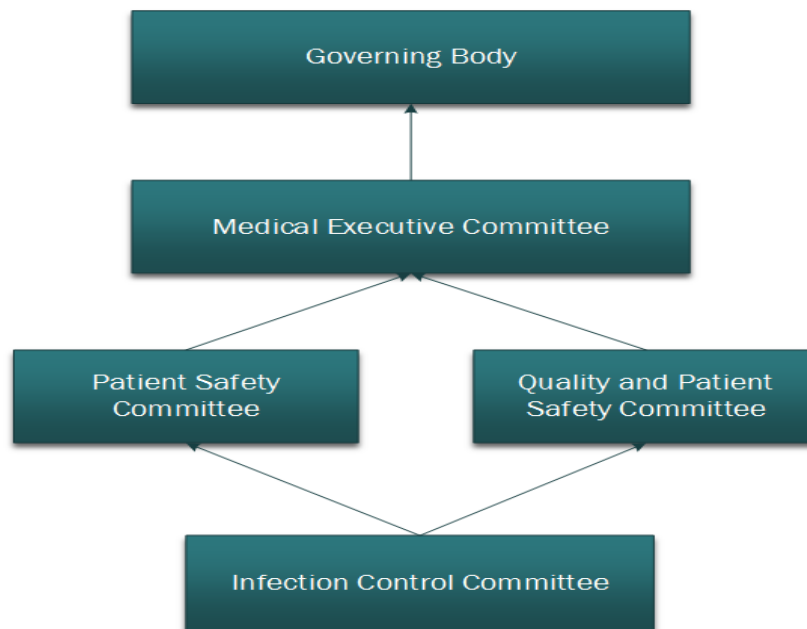 Governing Body
Medical Executive Committee
Patient Safety
Committee
Quality and Patient
Safety Committee
Infection Control Committee